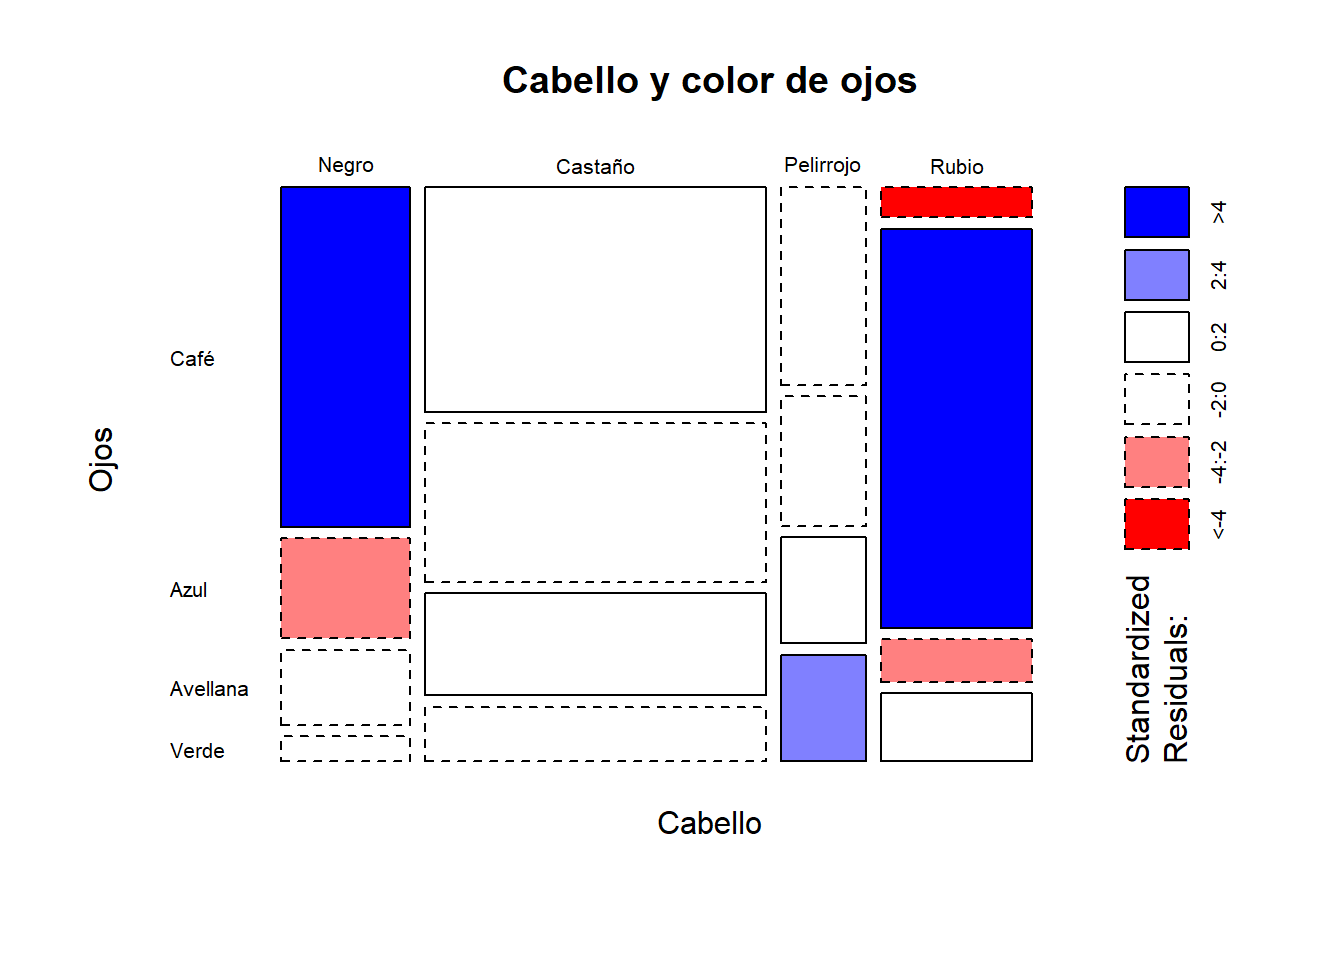 Cabello y color de ojos
Negro
Castaño
Pelirrojo
Rubio
Café
Azul
Avellana
Verde
Ojos
Cabello
>4
2:4
0:2
-2:0
-4:-2
<-4
Standardized
Residuals: